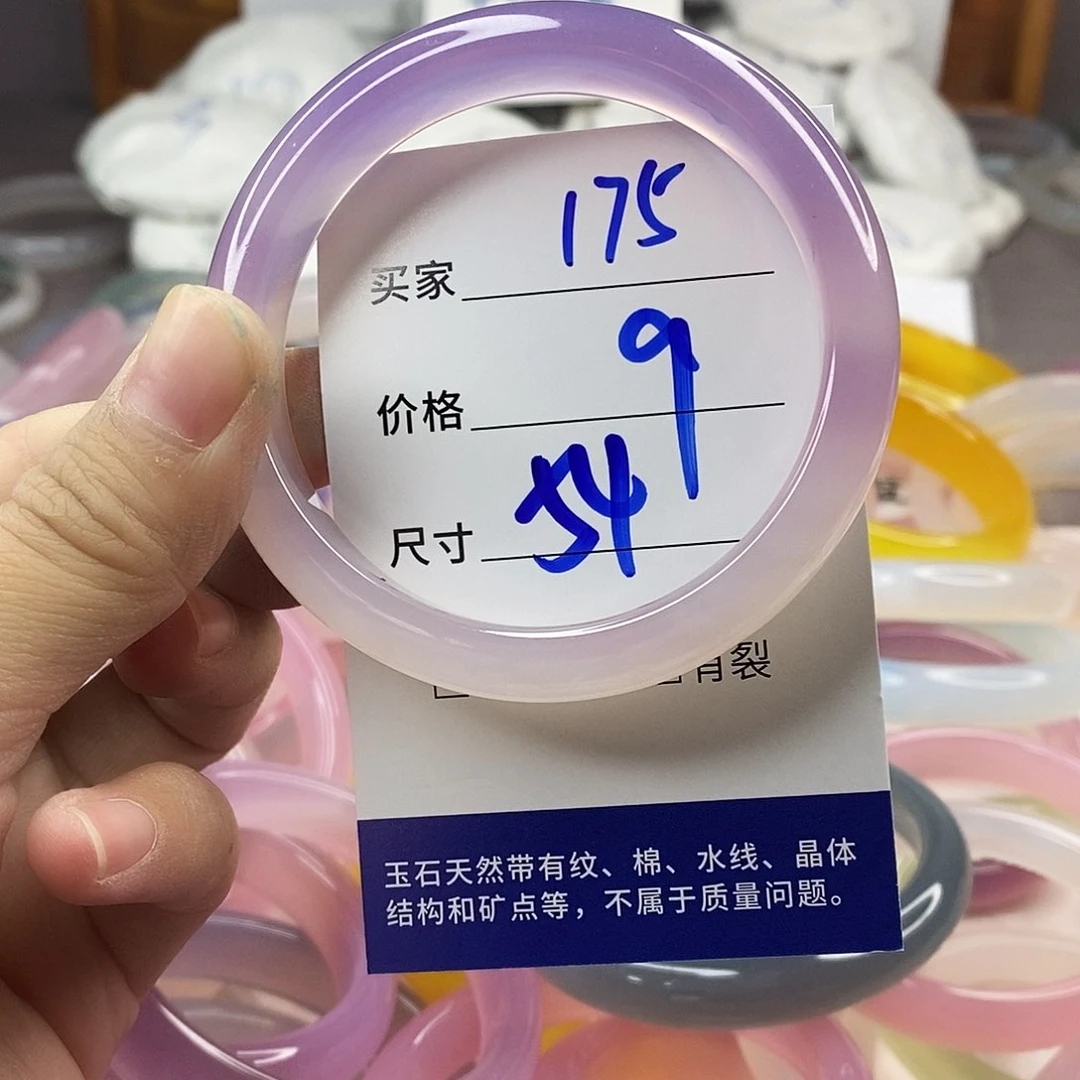 买家 175
价格 9
尺寸 54
有裂
玉石天然带有纹、棉、水线、晶体
结构和矿点等，不属于质量问题。